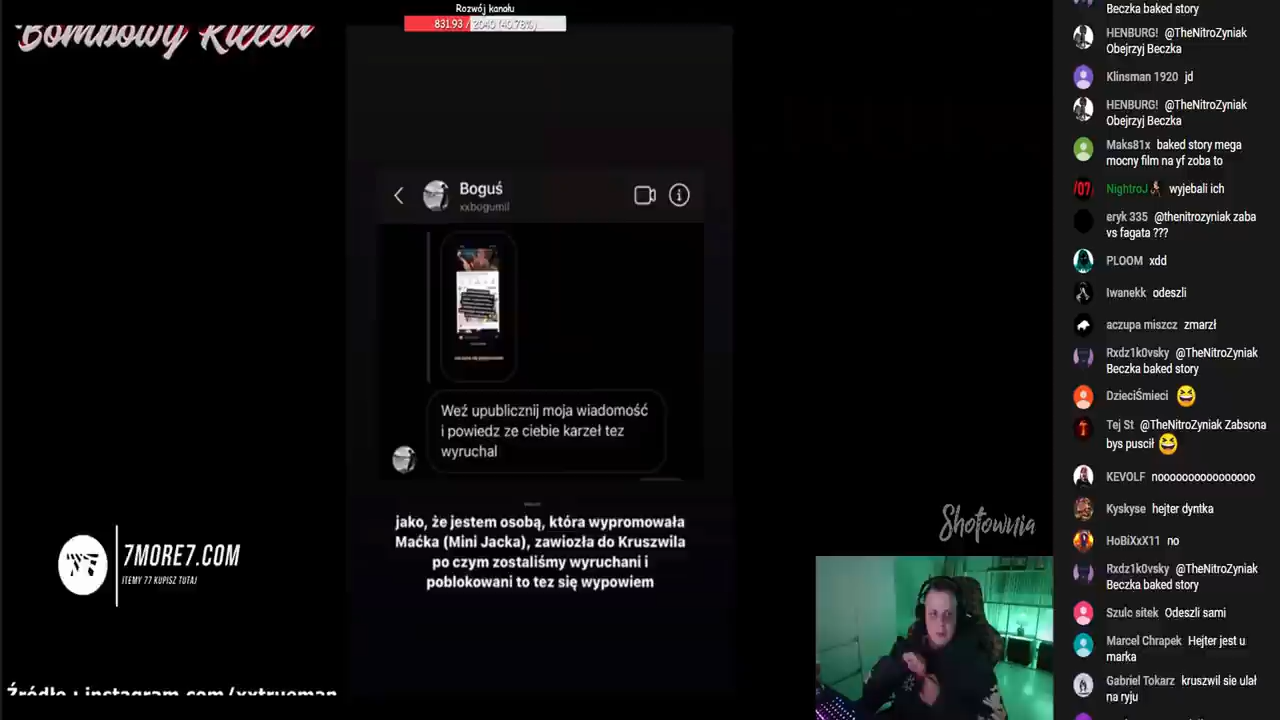 Bombowy Killer
Rozwój kanału
831.93 / 2040 (40.78%)
Boguś
xxbogumil
Weź upublicznij moja wiadomość
i powiedz ze ciebie karzeł tez
wyruchal
jako, że jestem osobą, która wypromowała
Maćka (Mini Jacka), zawiozła do Kruszwila
po czym zostaliśmy wyruchani i
poblokowani to tez się wypowiem
7MORE7.COM
ITEMY 77 KUPISZ TUTAJ
Źródło : instagram.com/xxtrueman
Shotownia
Beczka baked story
HENBURG! @TheNitroZyniak
Obejrzyj Beczka
Klinsman 1920 jd
HENBURG! @TheNitroZyniak
Obejrzyj Beczka
Maks81x baked story mega
mocny film na yf zoba to
/07)
NightroJ wyjebali ich
eryk 335 @thenitrozyniak zaba
vs fagata ???
PLOOM xdd
Iwanekk odeszli
aczupa miszcz zmarzł
Rxdz1k0vsky @TheNitroZyniak
Beczka baked story
DzieciŚmieci
Tej St @TheNitroZyniak Zabsona
bys puscił
KEVOLF noooooooooooooooo
Kyskyse hejter dyntka
HoBiXxX11 no
Rxdz1k0vsky @TheNitroZyniak
Beczka baked story
Szulc sitek Odeszli sami
Marcel Chrapek Hejter jest u
marka
Gabriel Tokarz kruszwil sie ulał
na ryju